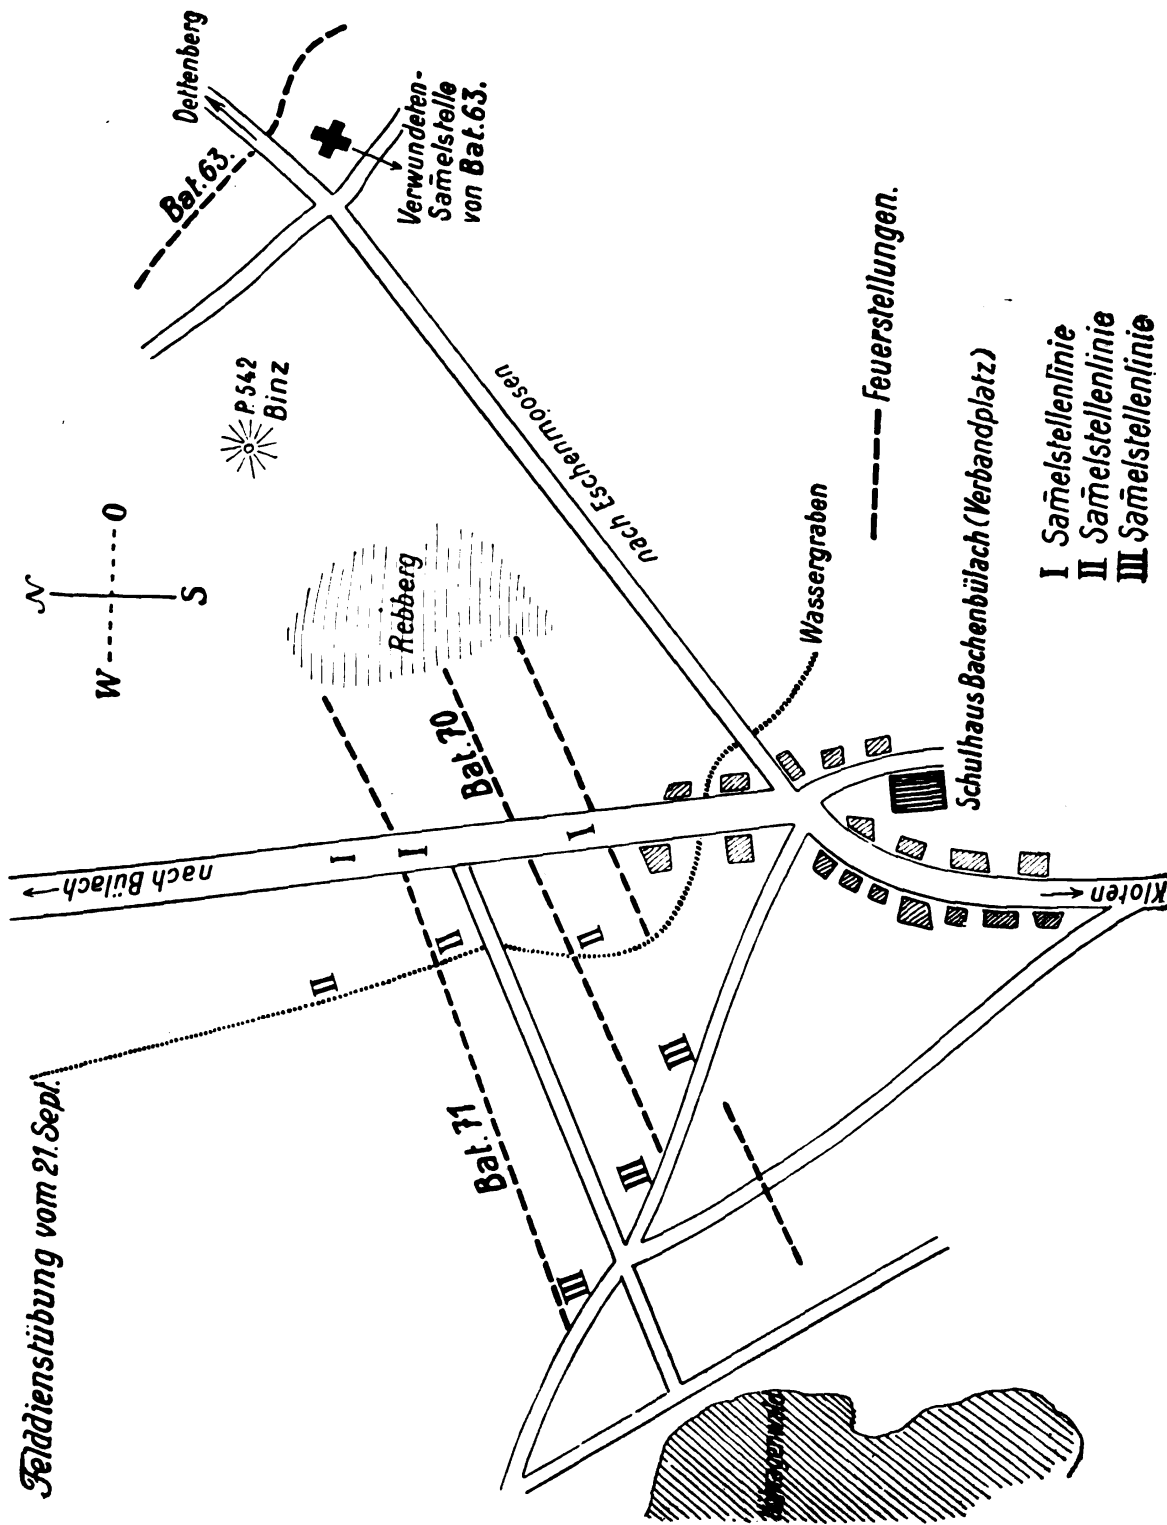 Felddienstübung vom 21. Sept.
N
W
O
S
Dettenberg
Bat. 63.
Verwundeten-
Sam̄elstelle
von Bat. 63.
P. 542
Binz
Rebberg
nach Eschenmoosen
nach Bülach
Bat. 70
Bat. 71
I
I
I
II
II
II
III
III
III
Wassergraben
Feuerstellungen.
Schulhaus Bachenbülach (Verbandplatz)
Kloten
I Sam̄elstellenlinie
II Sam̄elstellenlinie
III Sam̄elstellenlinie